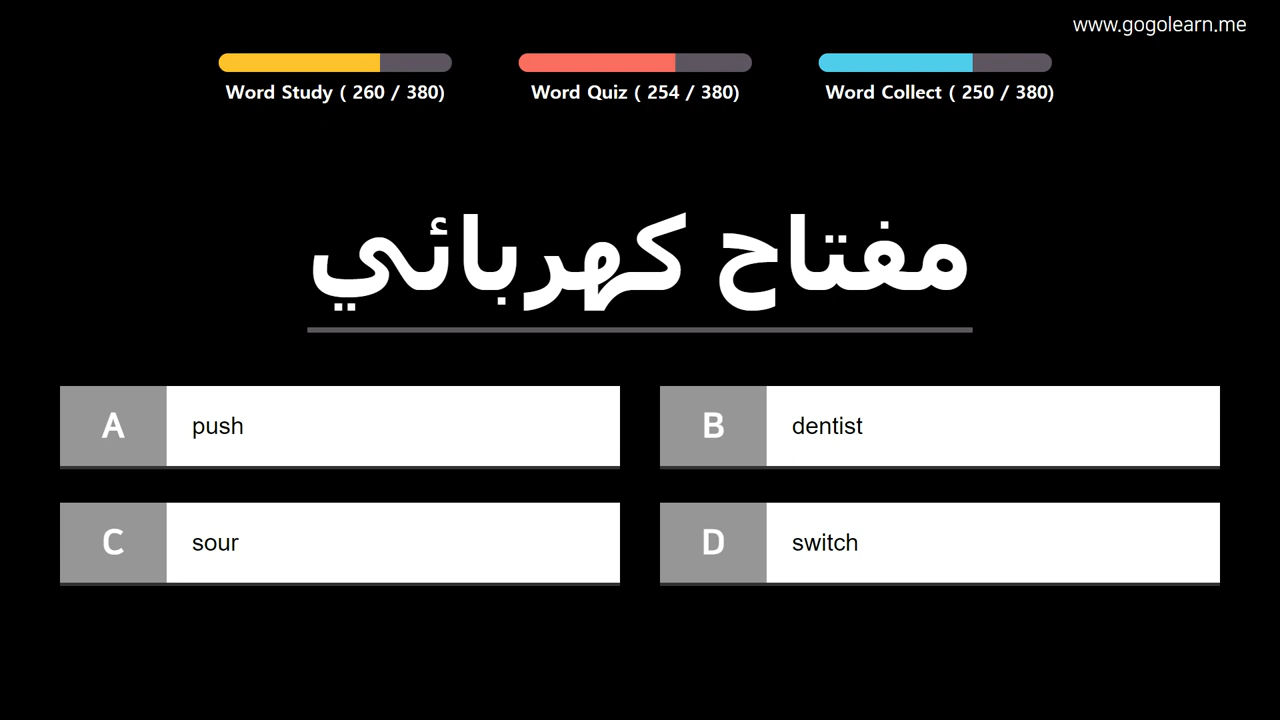 www.gogolearn.me
Word Study ( 260 / 380)
Word Quiz ( 254 / 380)
Word Collect ( 250 / 380)
مفتاح كهربائي
A push
B dentist
C sour
D switch